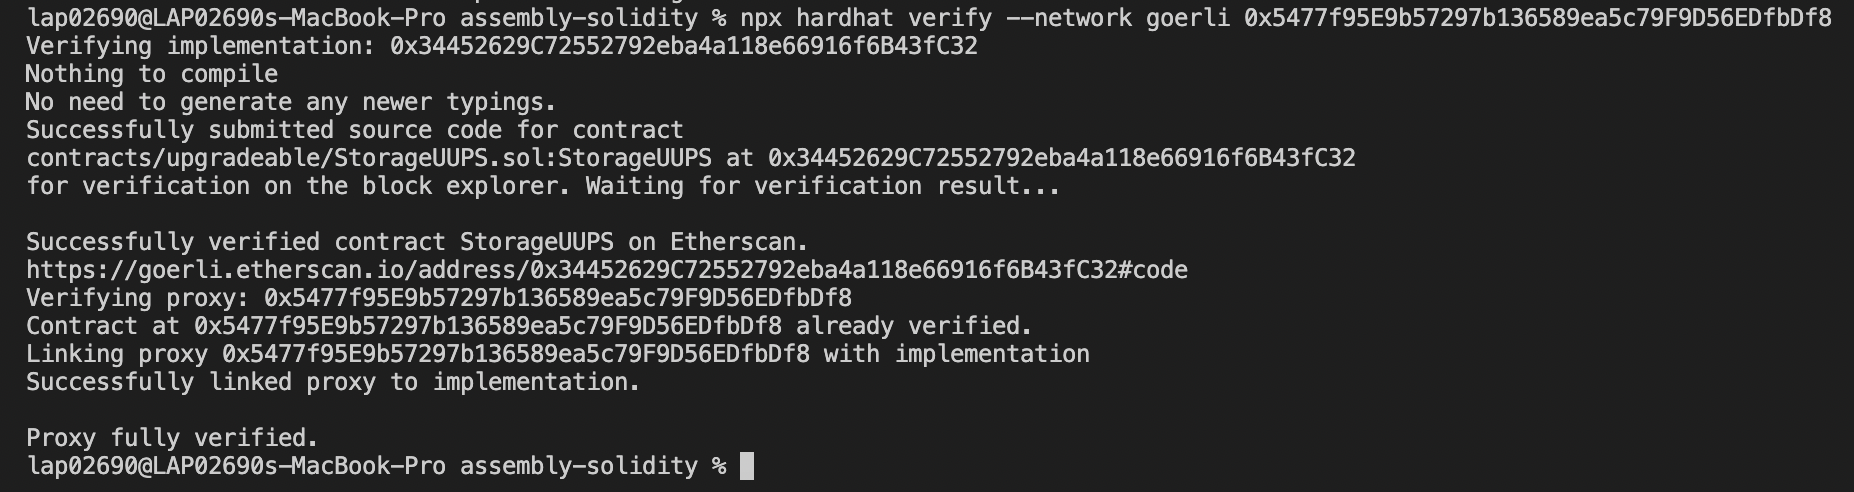 lap02690@LAP02690s-MacBook-Pro assembly-solidity % npx hardhat verify --network goerli 0x5477f95E9b57297b136589ea5c79F9D56EDfbDf8
Verifying implementation: 0x34452629C72552792eba4a118e66916f6B43fC32
Nothing to compile
No need to generate any newer typings.
Successfully submitted source code for contract
contracts/upgradeable/StorageUUPS.sol:StorageUUPS at 0x34452629C72552792eba4a118e66916f6B43fC32
for verification on the block explorer. Waiting for verification result...
Successfully verified contract StorageUUPS on Etherscan.
https://goerli.etherscan.io/address/0x34452629C72552792eba4a118e66916f6B43fC32#code
Verifying proxy: 0x5477f95E9b57297b136589ea5c79F9D56EDfbDf8
Contract at 0x5477f95E9b57297b136589ea5c79F9D56EDfbDf8 already verified.
Linking proxy 0x5477f95E9b57297b136589ea5c79F9D56EDfbDf8 with implementation
Successfully linked proxy to implementation.
Proxy fully verified.
lap02690@LAP02690s-MacBook-Pro assembly-solidity %